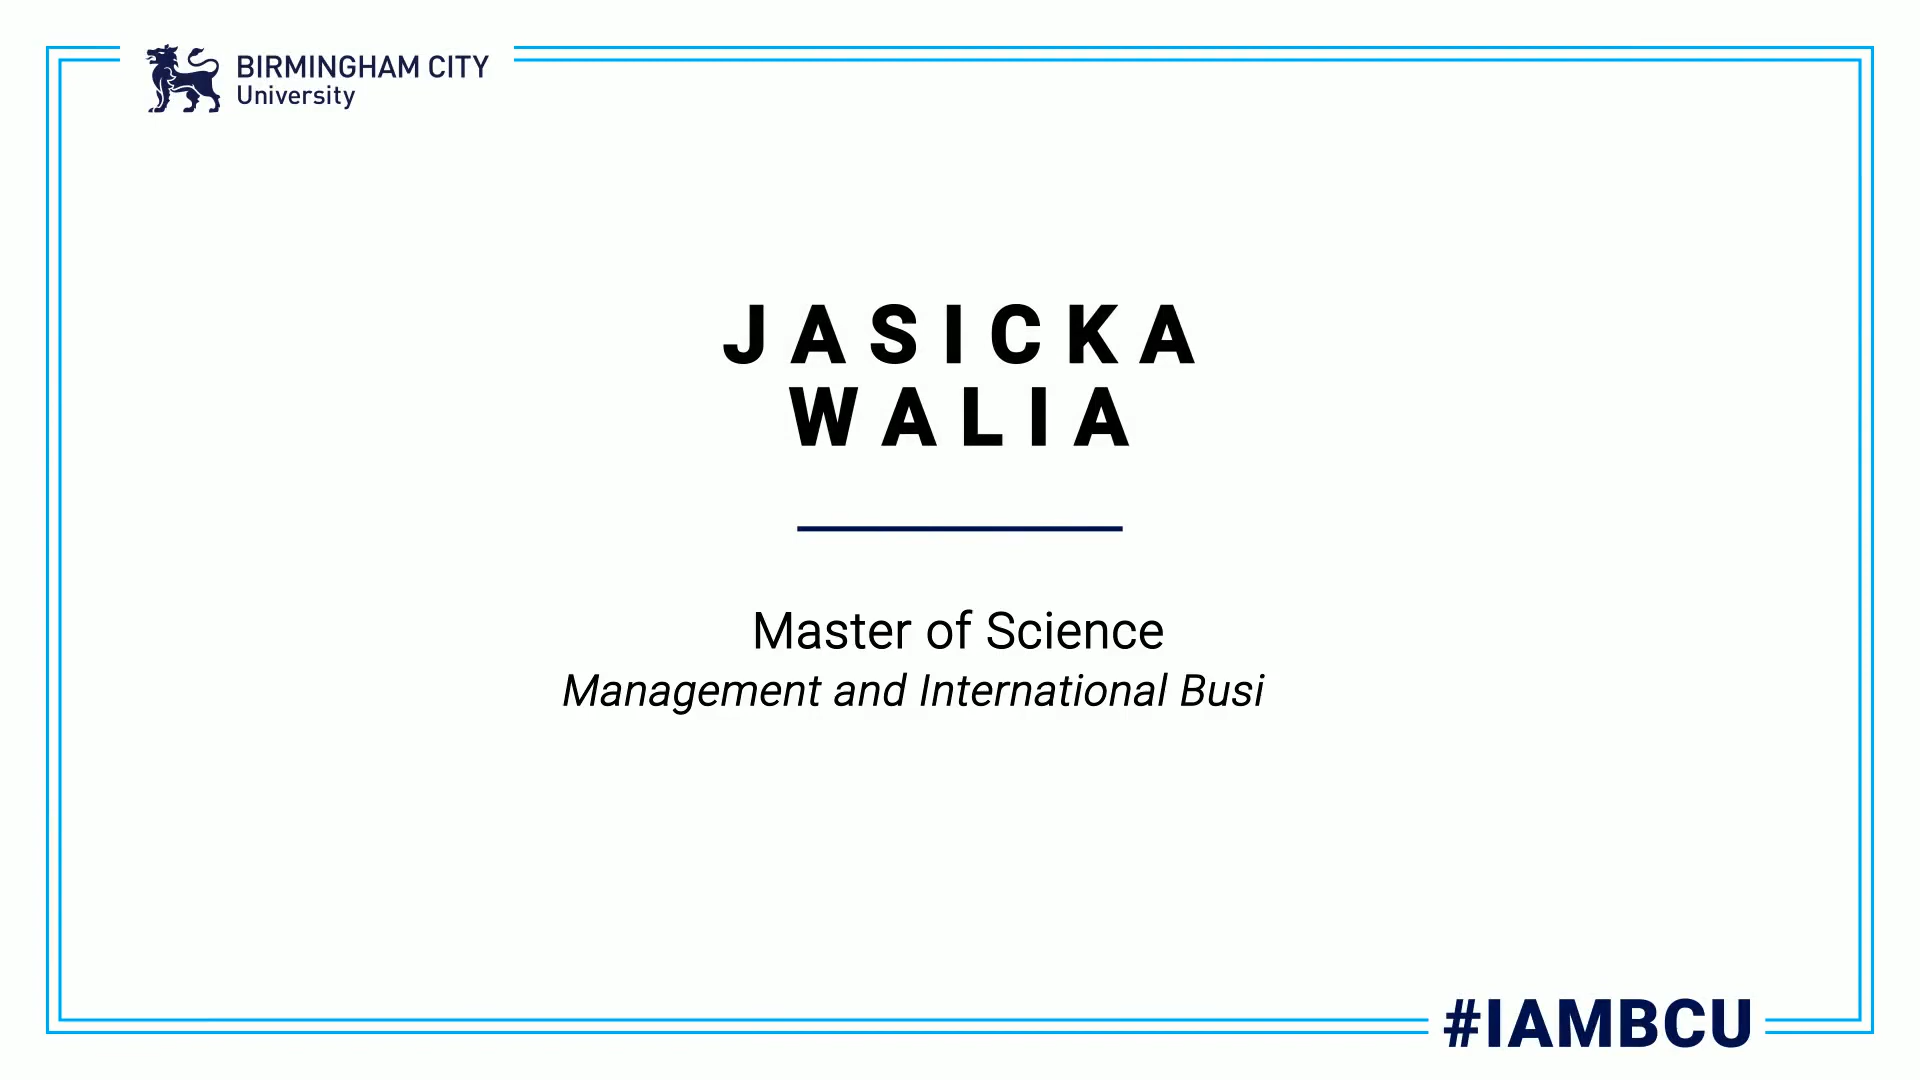 BIRMINGHAM CITY
University
JASICKA
WALIA
Master of Science
Management and International Busi
#IAMBCU